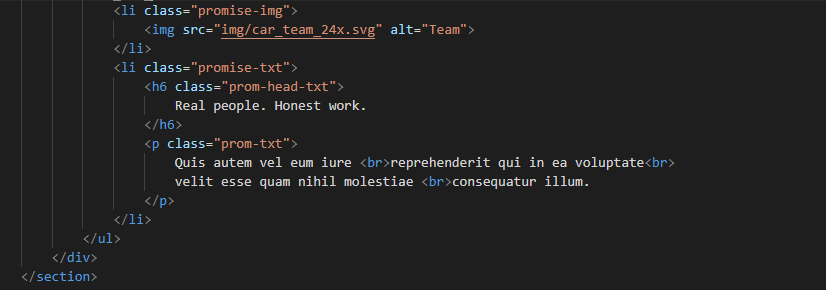 <li class="promise-img">
<img src="img/car_team_24x.svg" alt="Team">
</li>
<li class="promise-txt">
<h6 class="prom-head-txt">
Real people. Honest work.
</h6>
<p class="prom-txt">
Quis autem vel eum iure <br>reprehenderit qui in ea voluptate<br>
velit esse quam nihil molestiae <br>consequatur illum.
</p>
</li>
</ul>
</div>
</section>